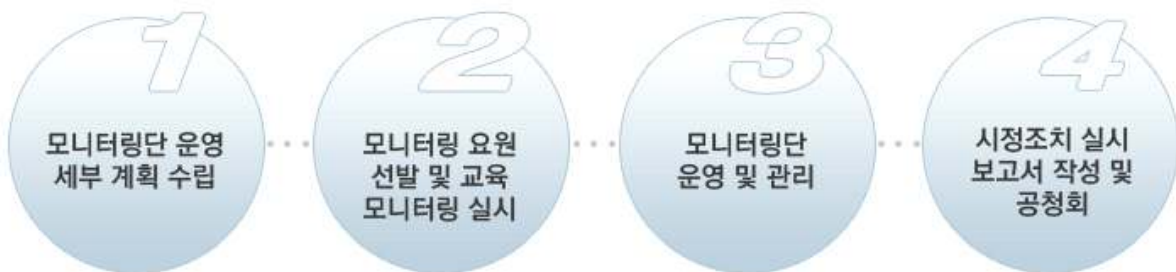 1
모니터링단 운영
세부 계획 수립
2
모니터링 요원
선발 및 교육
모니터링 실시
3
모니터링단
운영 및 관리
4
시정조치 실시
보고서 작성 및
공청회